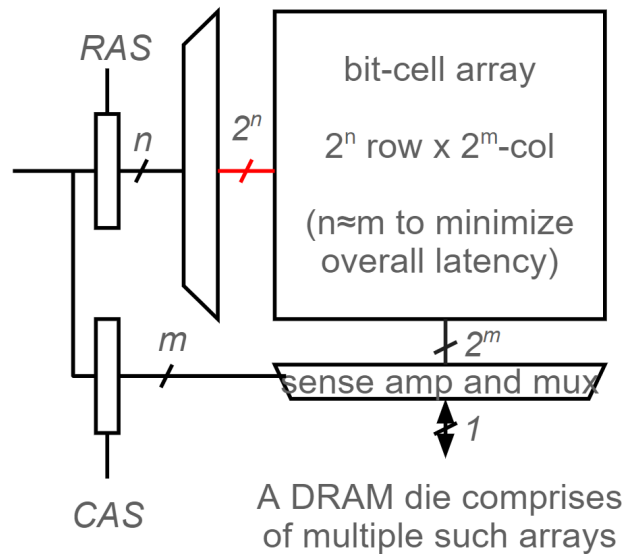 RAS
bit-cell array
n
2ⁿ
2ⁿ row x 2ᵐ-col
(n≈m to minimize
overall latency)
m
2ᵐ
sense amp and mux
1
CAS
A DRAM die comprises
of multiple such arrays